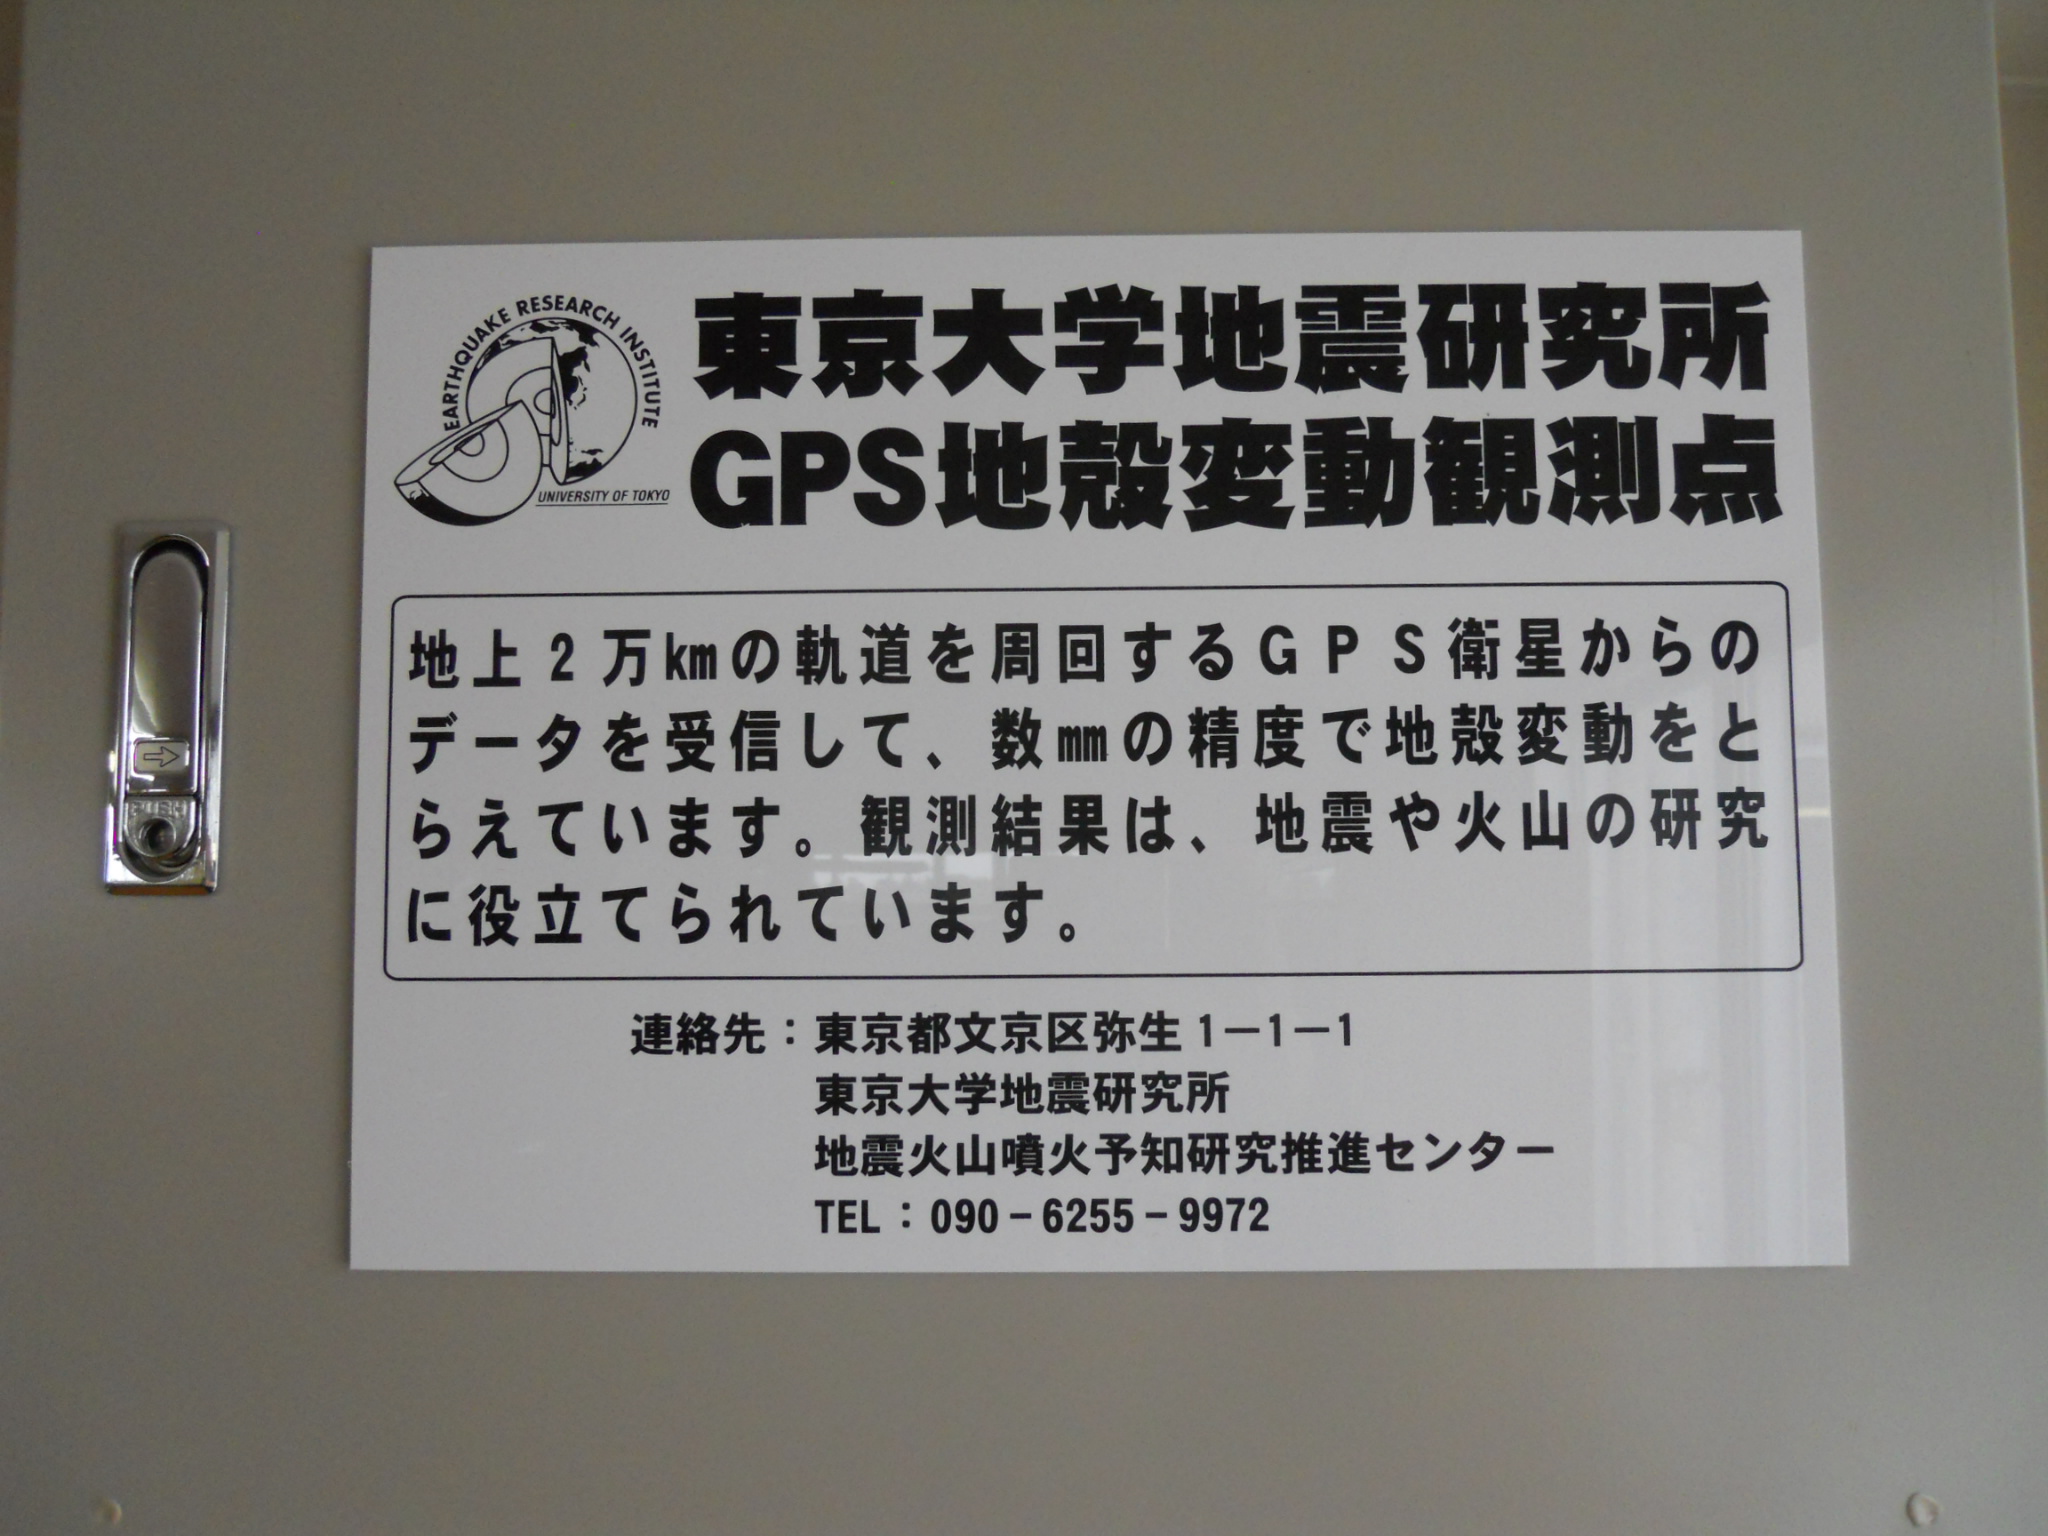 EARTHQUAKE RESEARCH INSTITUTE
UNIVERSITY OF TOKYO
東京大学地震研究所
GPS地殻変動観測点
地上2万㎞の軌道を周回するGPS衛星からの
データを受信して、数㎜の精度で地殻変動をと
らえています。観測結果は、地震や火山の研究
に役立てられています。
連絡先：東京都文京区弥生1－1－1
東京大学地震研究所
地震火山噴火予知研究推進センター
TEL：090－6255－9972
PUSH